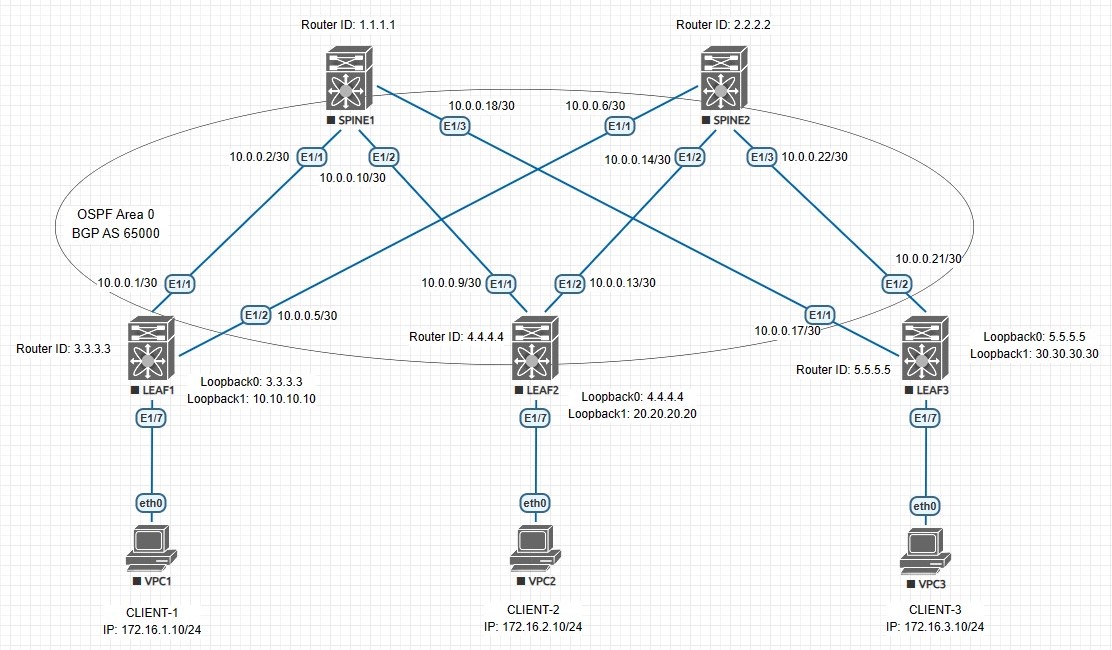 Router ID: 1.1.1.1
Router ID: 2.2.2.2
SPINE1
SPINE2
10.0.0.18/30
10.0.0.6/30
E1/3
E1/1
10.0.0.2/30
E1/1
E1/2
10.0.0.10/30
10.0.0.14/30
E1/2
E1/3
10.0.0.22/30
OSPF Area 0
BGP AS 65000
10.0.0.1/30
E1/1
E1/2
10.0.0.5/30
10.0.0.9/30
E1/1
E1/2
10.0.0.13/30
10.0.0.21/30
E1/2
E1/1
10.0.0.17/30
Router ID: 3.3.3.3
LEAF1
Loopback0: 3.3.3.3
Loopback1: 10.10.10.10
Router ID: 4.4.4.4
LEAF2
Loopback0: 4.4.4.4
Loopback1: 20.20.20.20
Router ID: 5.5.5.5
LEAF3
Loopback0: 5.5.5.5
Loopback1: 30.30.30.30
E1/7
E1/7
E1/7
eth0
eth0
eth0
VPC1
VPC2
VPC3
CLIENT-1
IP: 172.16.1.10/24
CLIENT-2
IP: 172.16.2.10/24
CLIENT-3
IP: 172.16.3.10/24